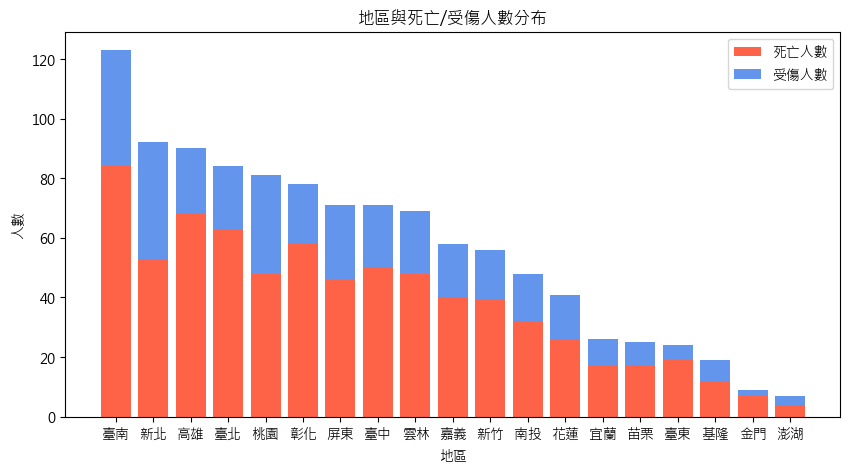 地區與死亡/受傷人數分布
死亡人數
受傷人數
人數
120
100
80
60
40
20
0
臺南 新北 高雄 臺北 桃園 彰化 屏東 臺中 雲林 嘉義 新竹 南投 花蓮 宜蘭 苗栗 臺東 基隆 金門 澎湖
地區